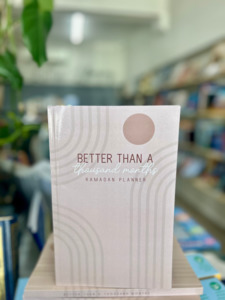 BETTER THAN A
thousand months
RAMADAN PLANNER